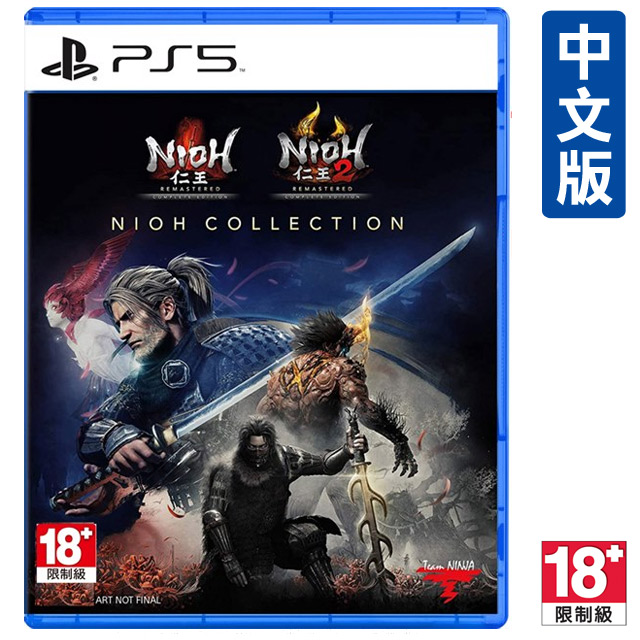 PS5
中文版
NIOH
仁王
REMASTERED
COMPLETE EDITION
NIOH 2
仁王
REMASTERED
COMPLETE EDITION
NIOH COLLECTION
18+
限制級
ART NOT FINAL
Team NINJA
18+
限制級